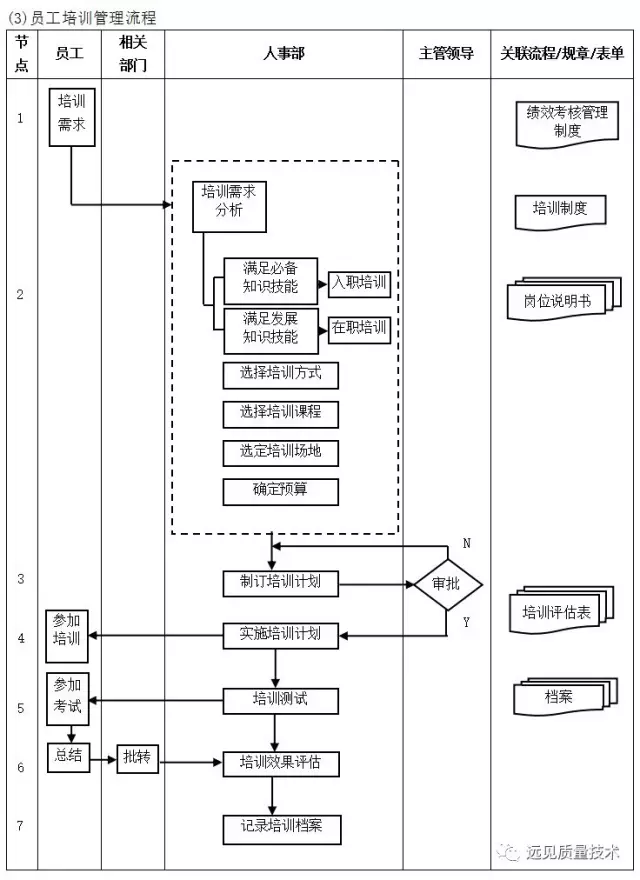 (3)员工培训管理流程
节
点
员工
相关
部门
人事部
主管领导
关联流程/规章/表单
1
培训
需求
绩效考核管理
制度
培训需求
分析
培训制度
2
满足必备
知识技能
入职培训
岗位说明书
满足发展
知识技能
在职培训
选择培训方式
选择培训课程
选定培训场地
确定预算
N
3
制订培训计划
审批
Y
培训评估表
4
参加
培训
实施培训计划
5
参加
考试
培训测试
档案
6
总结
批转
培训效果评估
7
记录培训档案
远见质量技术